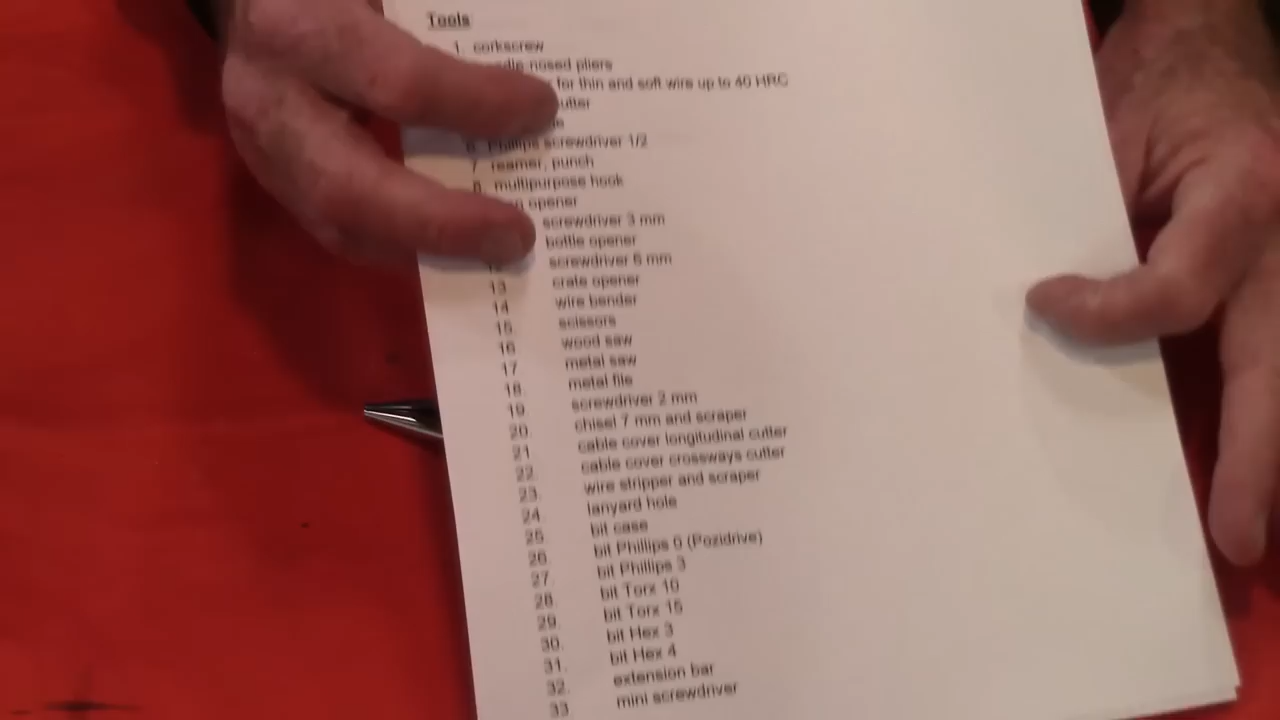 Tools
1. corkscrew
nosed pliers
for thin and soft wire up to 40 HRC
6 Phillips screwdriver 1/2
7 reamer, punch
8 multipurpose hook
opener
screwdriver 3 mm
bottle opener
12 screwdriver 6 mm
13 crate opener
14 wire bender
15 scissors
16 wood saw
17 metal saw
18. metal file
19. screwdriver 2 mm
20. chisel 7 mm and scraper
21 cable cover longitudinal cutter
22. cable cover crossways cutter
23. wire stripper and scraper
24. lanyard hole
25. bit case
26. bit Phillips 0 (Pozidrive)
27. bit Phillips 3
28. bit Torx 10
29. bit Torx 15
30. bit Hex 3
31. bit Hex 4
32. extension bar
33 mini screwdriver